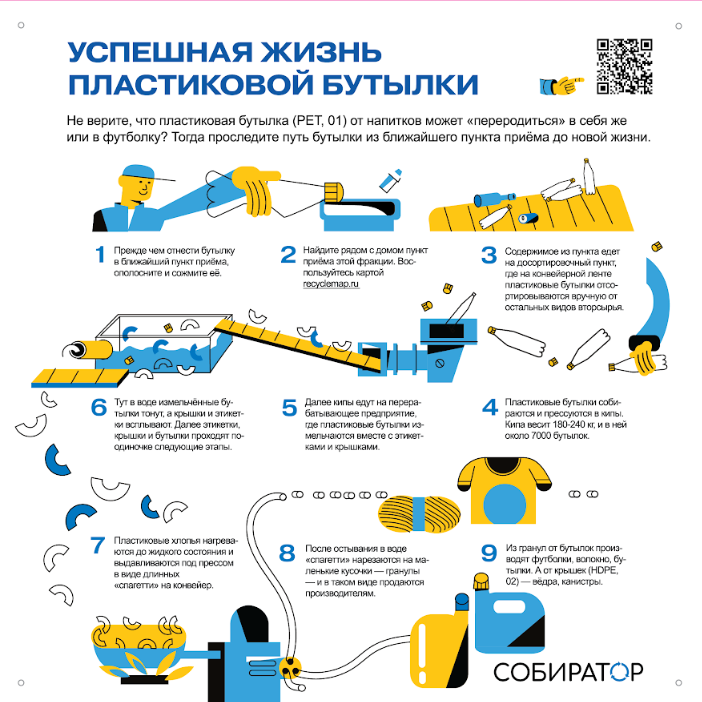 УСПЕШНАЯ ЖИЗНЬ
ПЛАСТИКОВОЙ БУТЫЛКИ
Не верите, что пластиковая бутылка (PET, 01) от напитков может «переродиться» в себя же
или в футболку? Тогда проследите путь бутылки из ближайшего пункта приёма до новой жизни.
1
Прежде чем отнести бутылку
в ближайший пункт приёма,
ополосните и сожмите её.
2
Найдите рядом с домом пункт
приёма этой фракции. Вос-
пользуйтесь картой
recyclemap.ru
3
Содержимое из пункта едет
на досортировочный пункт,
где на конвейерной ленте
пластиковые бутылки отсо-
ртировываются вручную от
остальных видов вторсырья.
6
Тут в воде измельчённые бу-
тылки тонут, а крышки и этикет-
ки всплывают. Далее этикетки,
крышки и бутылки проходят по-
одиночке следующие этапы.
5
Далее кипы едут на перера-
батывающее предприятие,
где пластиковые бутылки из-
мельчаются вместе с этикет-
ками и крышками.
4
Пластиковые бутылки соби-
раются и прессуются в кипы.
Кипа весит 180-240 кг, и в ней
около 7000 бутылок.
7
Пластиковые хлопья нагрева-
ются до жидкого состояния и
выдавливаются под прессом
в виде длинных
«спагетти» на конвейер.
8
После остывания в воде
«спагетти» нарезаются на ма-
ленькие кусочки — гранулы
— и в таком виде продаются
производителям.
9
Из гранул от бутылок произ-
водят футболки, волокно, бу-
тылки. А от крышек (HDPE,
02) — вёдра, канистры.
СОБИРАТОР